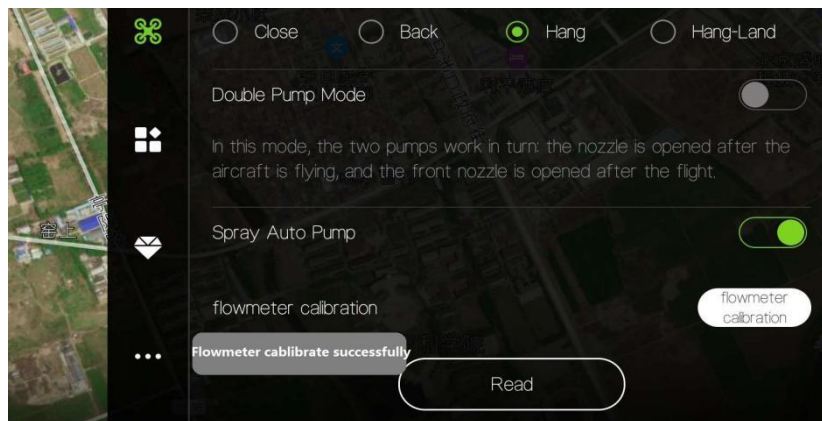 Close
Back
Hang
Hang-Land
Double Pump Mode
In this mode, the two pumps work in turn: the nozzle is opened after the
aircraft is flying, and the front nozzle is opened after the flight.
Spray Auto Pump
窑上
flowmeter calibration
flowmeter
calibration
Flowmeter cablibrate successfully
Read